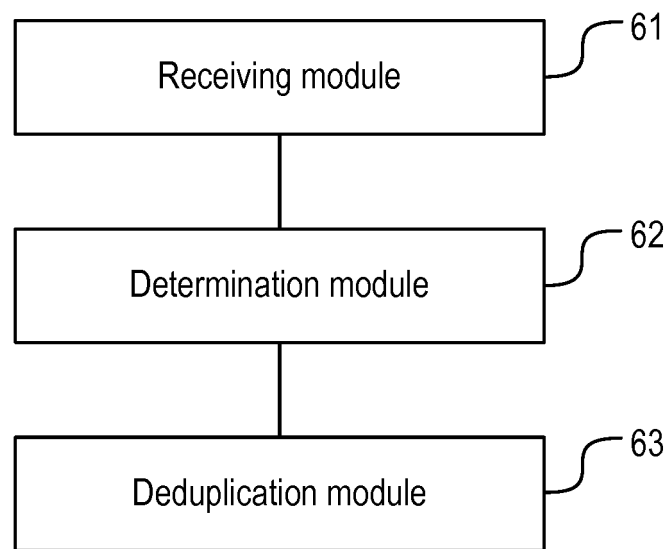 61
Receiving module
62
Determination module
63
Deduplication module